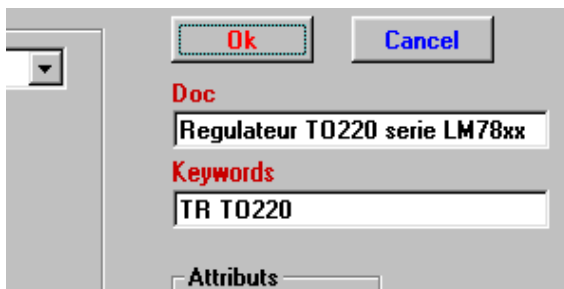 Ok Cancel
Doc
Regulateur TO220 serie LM78xx
Keywords
TR TO220
Attributs